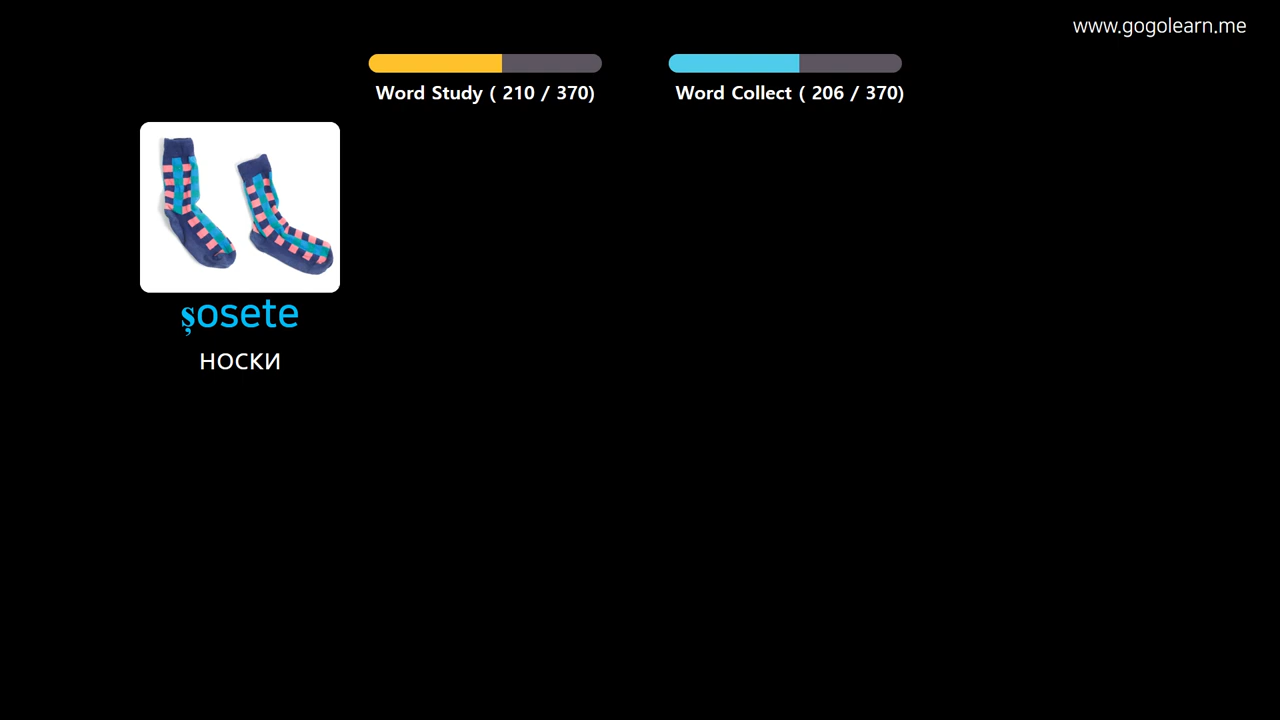 www.gogolearn.me
Word Study ( 210 / 370)
Word Collect ( 206 / 370)
șosete
НОСКИ